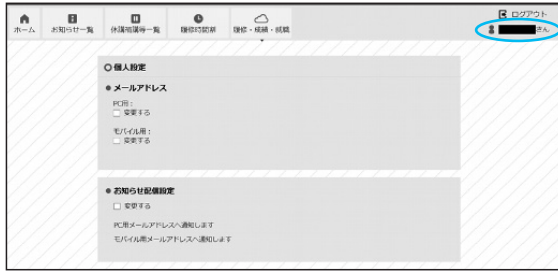 ホーム
お知らせ一覧
休講補講等一覧
履修時間割
履修・成績・就職
ログアウト
さん
個人設定
メールアドレス
PC用:
変更する
モバイル用:
変更する
お知らせ配信設定
変更する
PC用メールアドレスへ通知します
モバイル用メールアドレスへ通知します